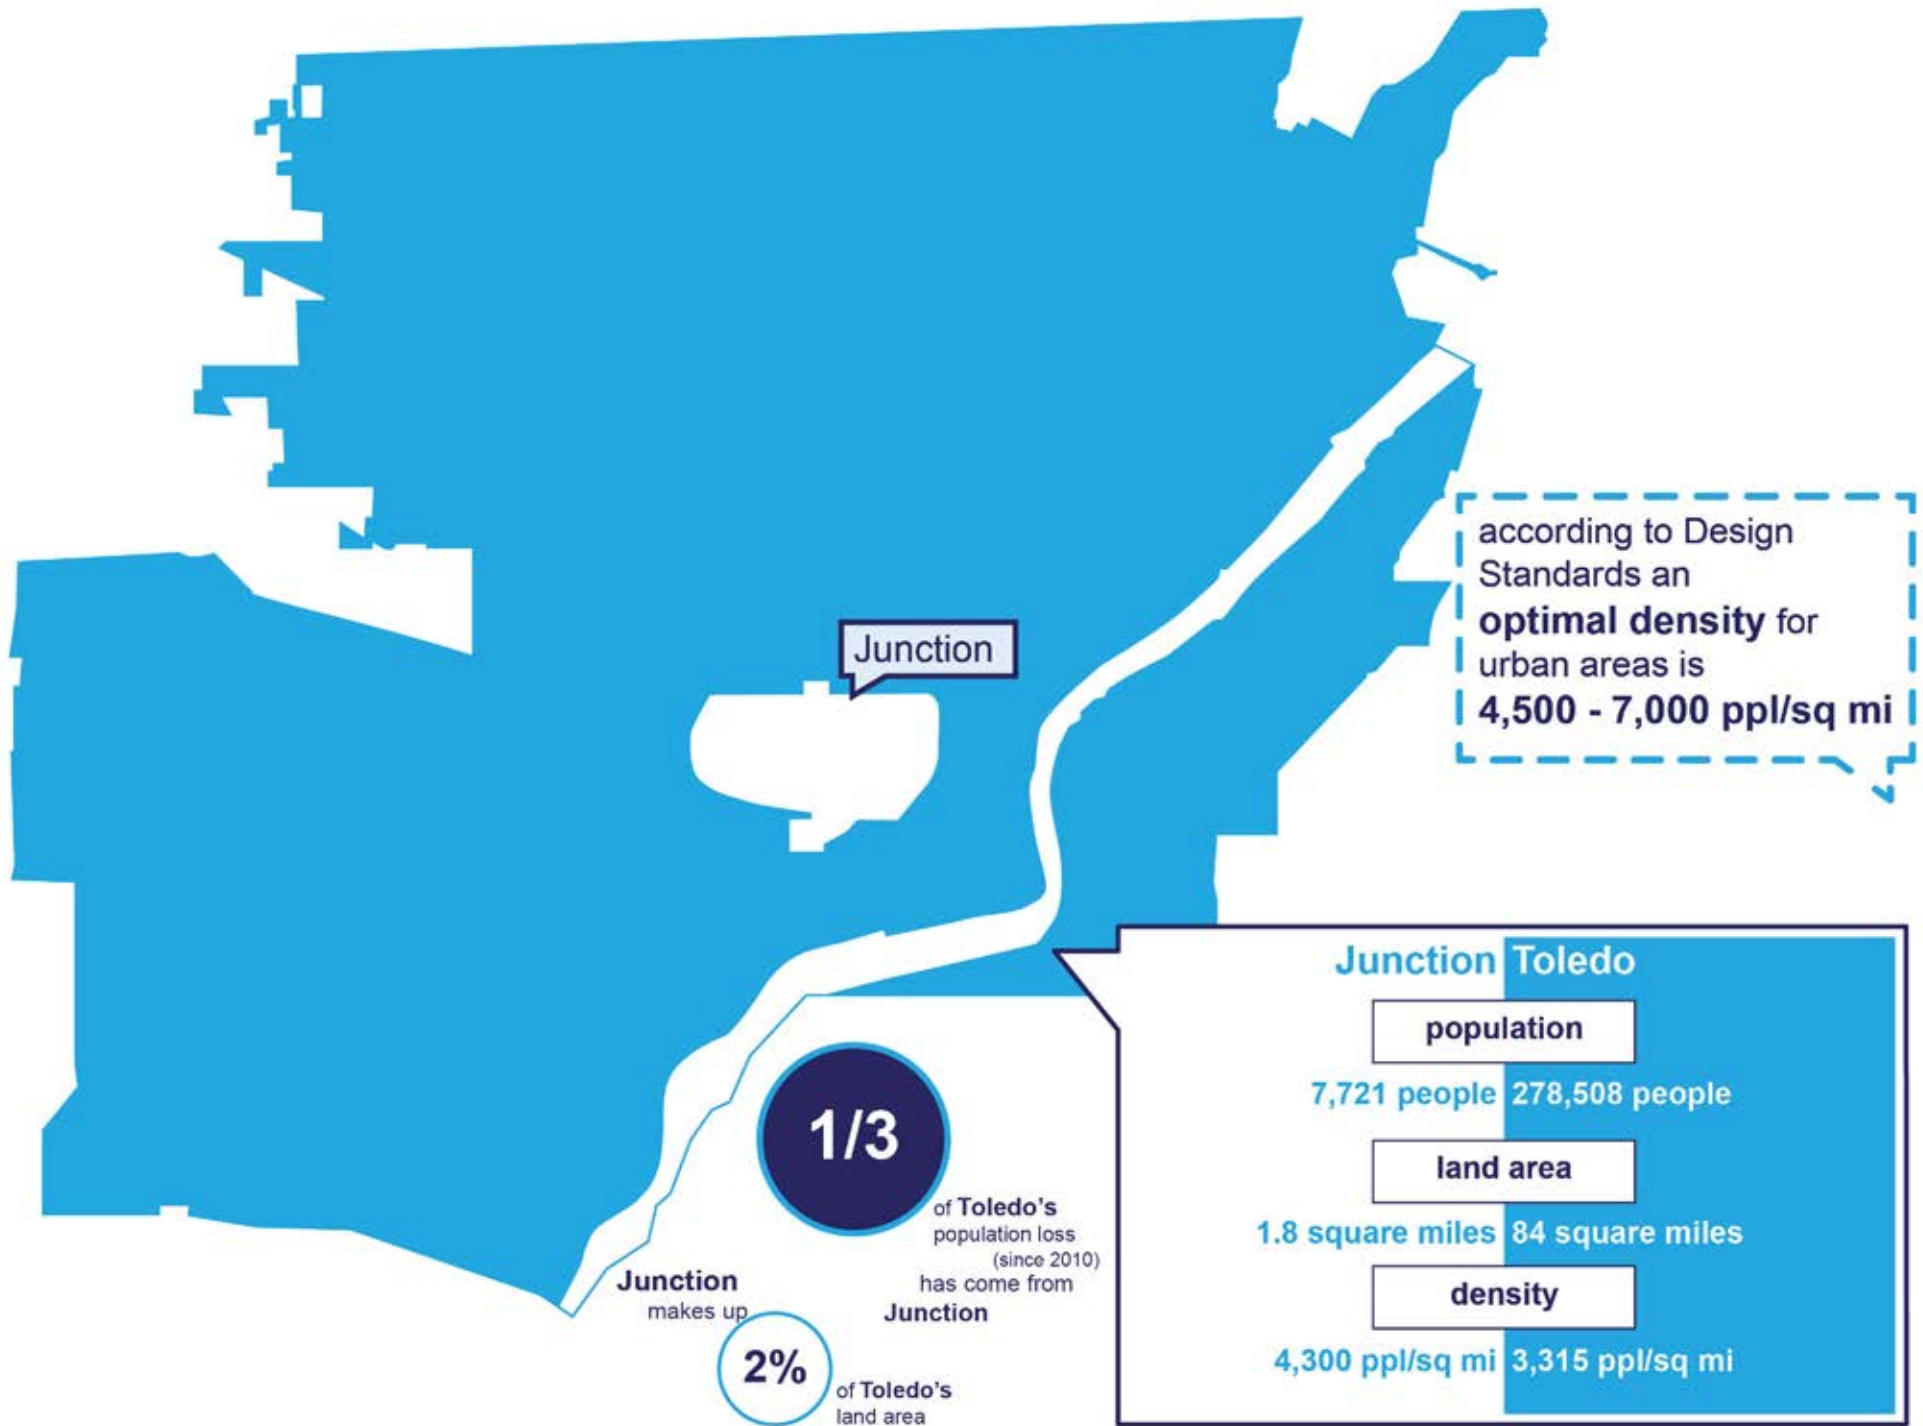 Junction
according to Design
Standards an
optimal density for
urban areas is
4,500 - 7,000 ppl/sq mi
Junction Toledo
population
7,721 people 278,508 people
land area
1.8 square miles 84 square miles
density
4,300 ppl/sq mi 3,315 ppl/sq mi
1/3
of Toledo's
population loss
(since 2010)
has come from
Junction
Junction
makes up
2%
of Toledo's
land area